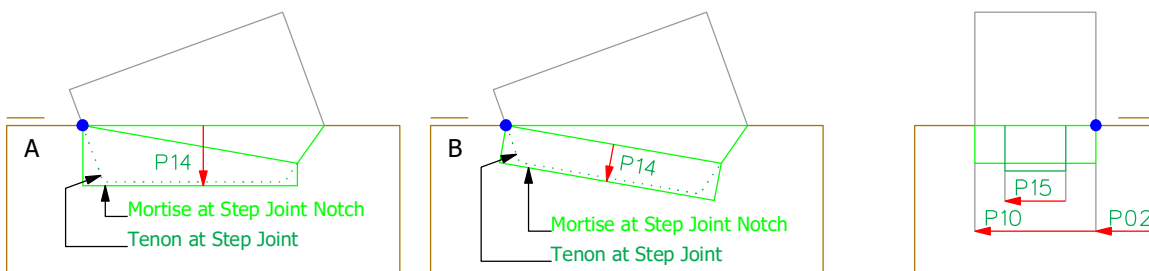 A
P14
Mortise at Step Joint Notch
Tenon at Step Joint
B
P14
Mortise at Step Joint Notch
Tenon at Step Joint
P15
P10
P02